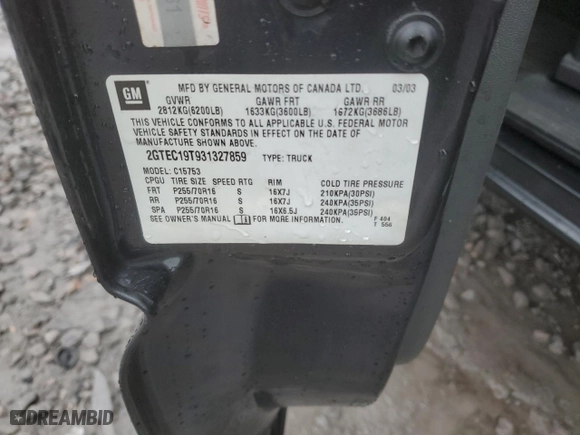 GM
MFD BY GENERAL MOTORS OF CANADA LTD. 03/03
GVWR GAWR FRT GAWR RR
2812KG(6200LB) 1633KG(3600LB) 1672KG(3686LB)
THIS VEHICLE CONFORMS TO ALL APPLICABLE U.S. FEDERAL MOTOR
VEHICLE SAFETY STANDARDS IN EFFECT ON THE DATE OF
MANUFACTURE SHOWN ABOVE.
2GTEC19T931327859 TYPE: TRUCK
MODEL: C15753
CPGU TIRE SIZE SPEED RTG RIM COLD TIRE PRESSURE
FRT P255/70R16 S 16X7J 210KPA(30PSI)
RR P255/70R16 S 16X7J 240KPA(35PSI)
SPA P255/70R16 S 16X6.5J 240KPA(35PSI)
SEE OWNER'S MANUAL FOR MORE INFORMATION.
F 484
T 556
DREAMBID